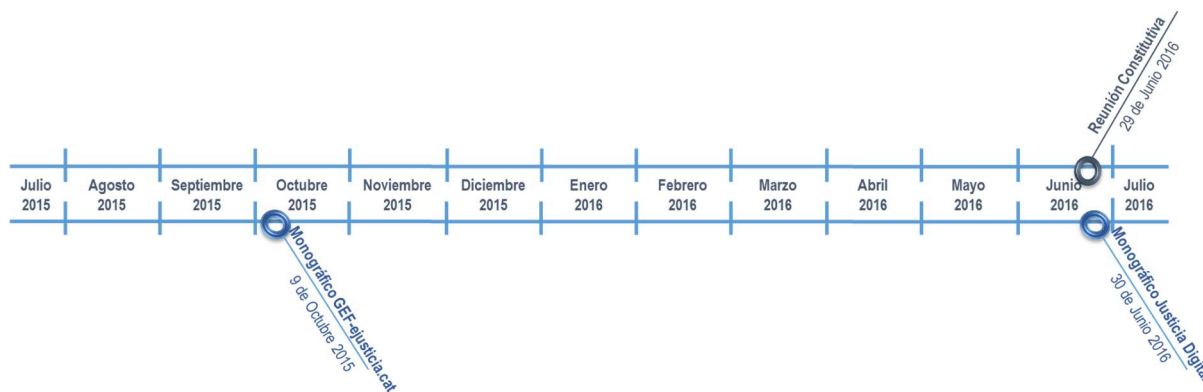 Reunión Constitutiva
29 de Junio 2016
Julio
2015
Agosto
2015
Septiembre
2015
Octubre
2015
Noviembre
2015
Diciembre
2015
Enero
2016
Febrero
2016
Marzo
2016
Abril
2016
Mayo
2016
Junio
2016
Julio
2016
Monográfico GEF-ejusticia.cat
9 de Octubre 2015
Monográfico Justicia Digital
30 de Junio 2016